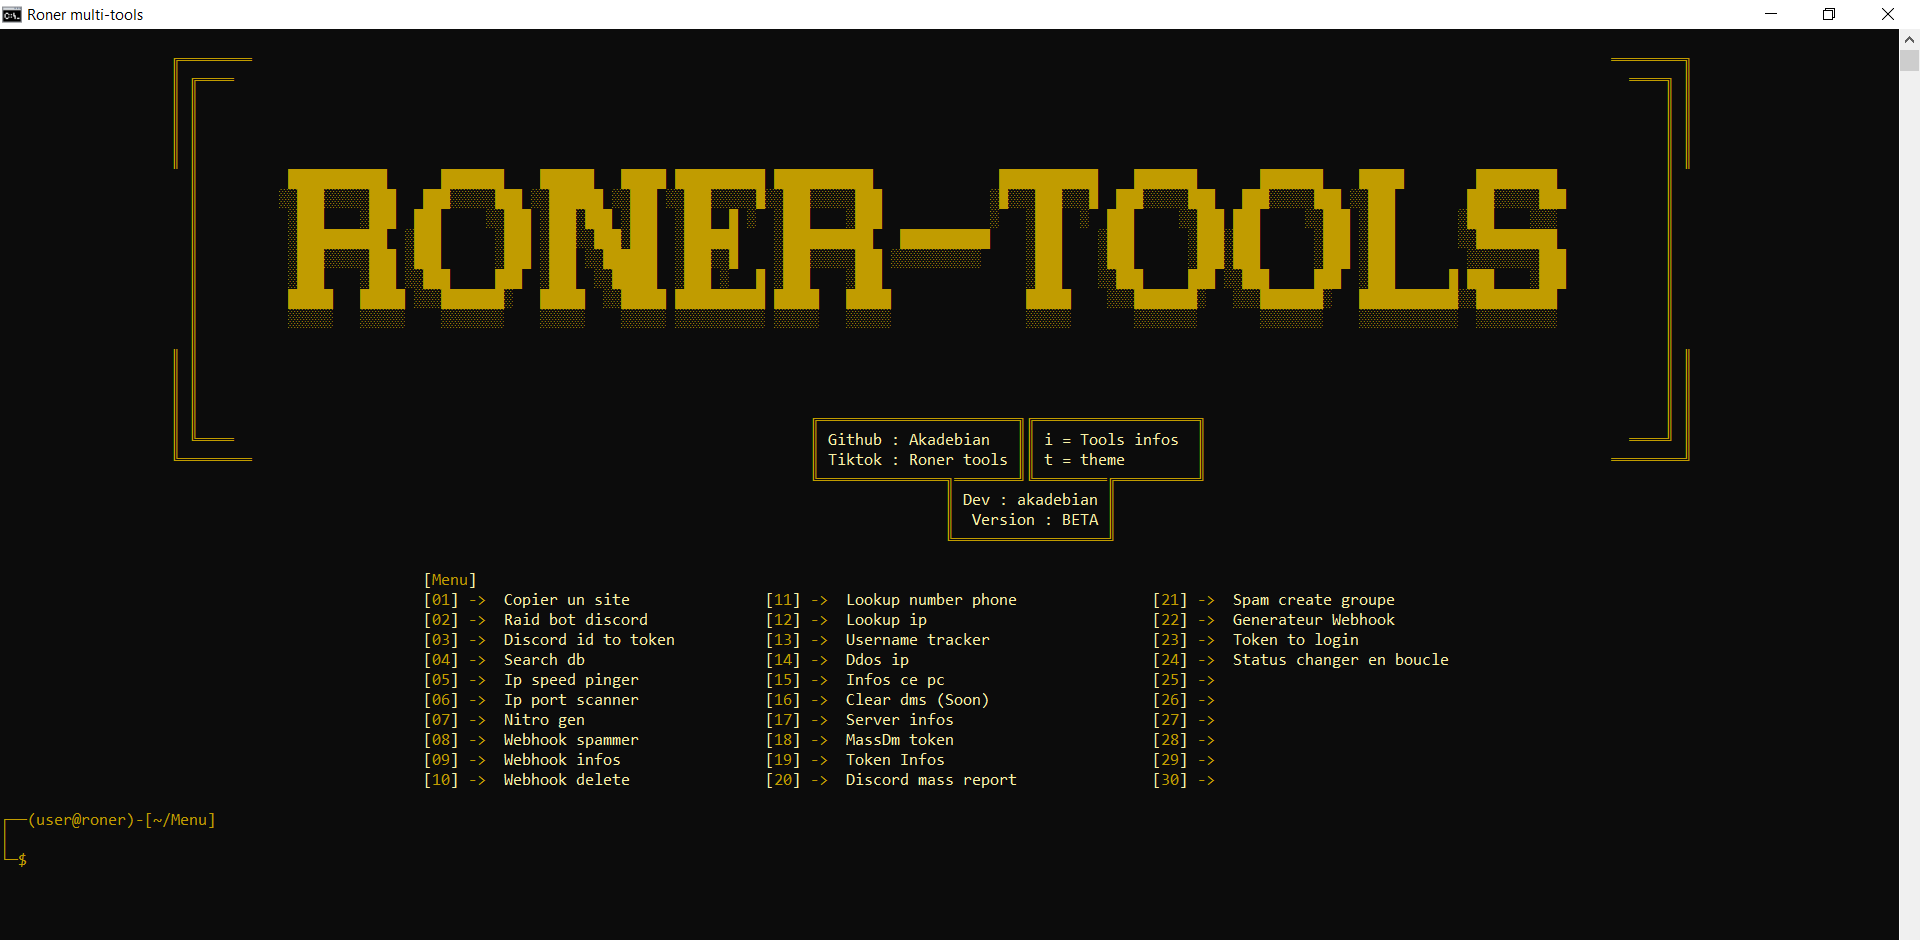 Roner multi-tools
RONER-TOOLS
Github : Akadebian
Tiktok : Roner tools
i = Tools infos
t = theme
Dev : akadebian
Version : BETA
[Menu]
[01] -> Copier un site [11] -> Lookup number phone [21] -> Spam create groupe
[02] -> Raid bot discord [12] -> Lookup ip [22] -> Generateur Webhook
[03] -> Discord id to token [13] -> Username tracker [23] -> Token to login
[04] -> Search db [14] -> Ddos ip [24] -> Status changer en boucle
[05] -> Ip speed pinger [15] -> Infos ce pc [25] ->
[06] -> Ip port scanner [16] -> Clear dms (Soon) [26] ->
[07] -> Nitro gen [17] -> Server infos [27] ->
[08] -> Webhook spammer [18] -> MassDm token [28] ->
[09] -> Webhook infos [19] -> Token Infos [29] ->
[10] -> Webhook delete [20] -> Discord mass report [30] ->
(user@roner)-[~/Menu]
$